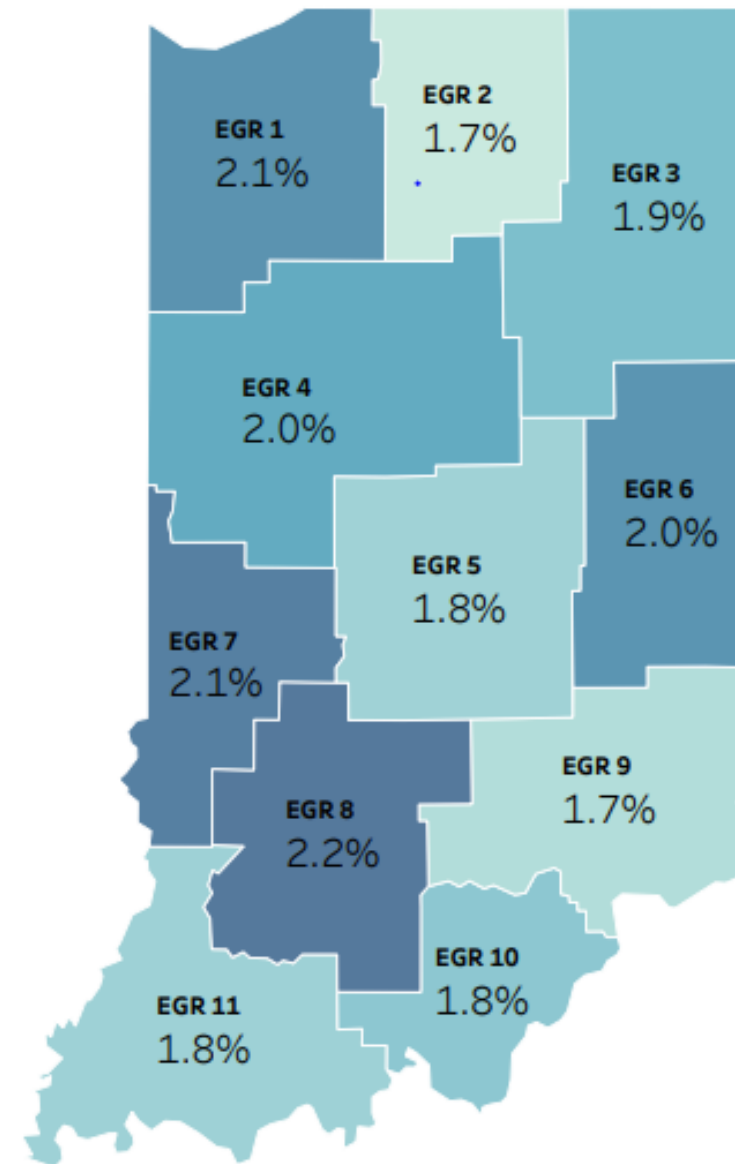 EGR 1
2.1%
EGR 2
1.7%
EGR 3
1.9%
EGR 4
2.0%
EGR 5
1.8%
EGR 6
2.0%
EGR 7
2.1%
EGR 8
2.2%
EGR 9
1.7%
EGR 10
1.8%
EGR 11
1.8%